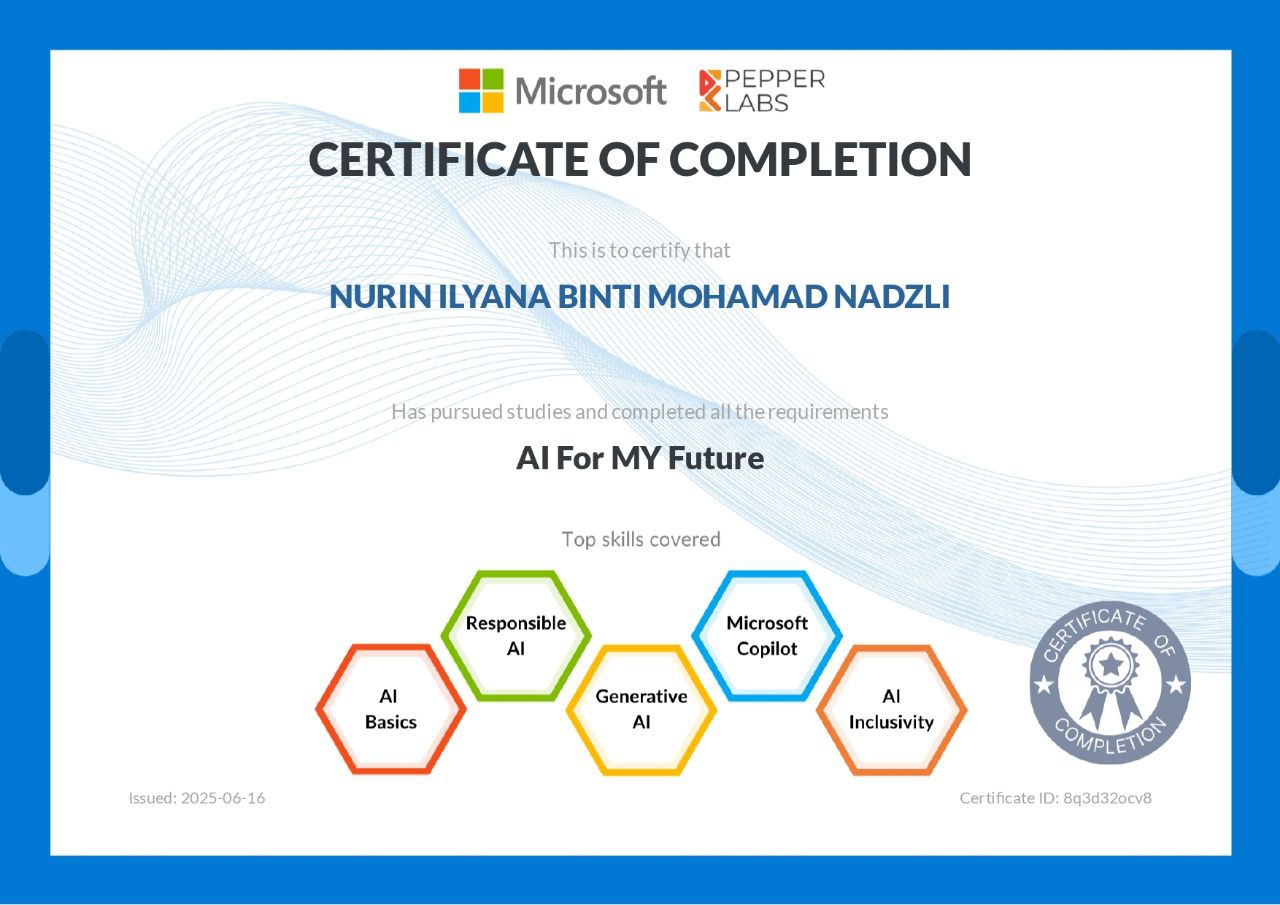 Microsoft
PEPPER
LABS
CERTIFICATE OF COMPLETION
This is to certify that
NURIN ILYANA BINTI MOHAMAD NADZLI
Has pursued studies and completed all the requirements
AI For MY Future
Top skills covered
Responsible
AI
Microsoft
Copilot
AI
Basics
Generative
AI
AI
Inclusivity
CERTIFICATE OF
COMPLETION
Issued: 2025-06-16
Certificate ID: 8q3d32ocv8